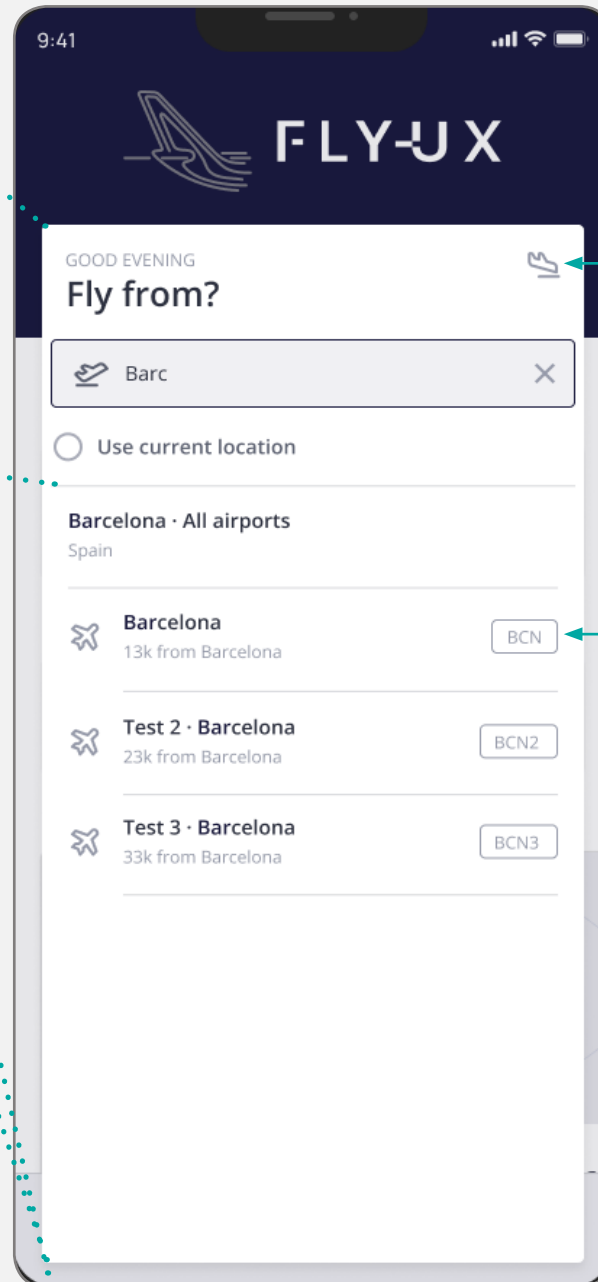 9:41
FLY-UX
GOOD EVENING
Fly from?
Barc
Use current location
Barcelona · All airports
Spain
Barcelona
13k from Barcelona
BCN
Test 2 · Barcelona
23k from Barcelona
BCN2
Test 3 · Barcelona
33k from Barcelona
BCN3